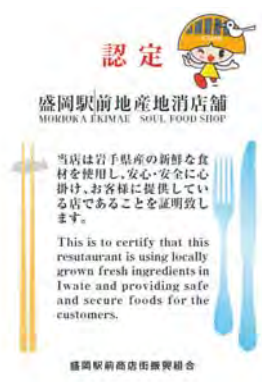 認定
盛岡駅前地産地消店舗
MORIOKA EKIMAE SOUL FOOD SHOP
当店は岩手県産の新鮮な食
材を使用し、安心・安全に心
掛け、お客様に提供してい
る店であることを証明致し
ます。
This is to certify that this
resutaurant is using locally
grown fresh ingredients in
Iwate and providing safe
and secure foods for the
customers.
盛岡駅前商店街振興組合